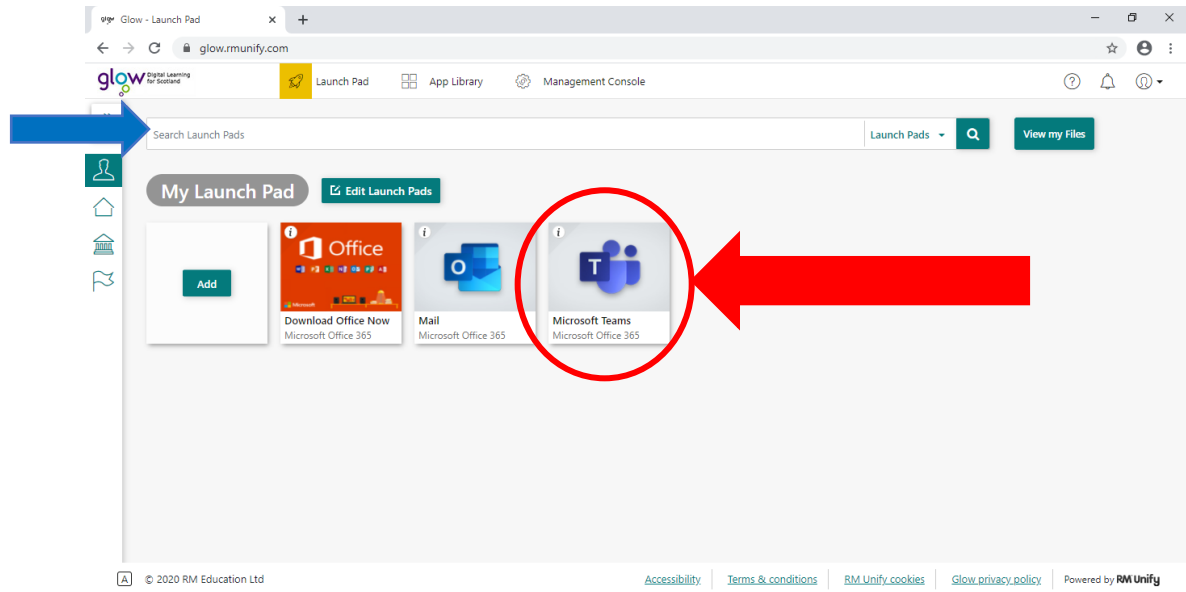 glow Glow - Launch Pad
glow.rmunify.com
glow Digital Learning for Scotland
Launch Pad
App Library
Management Console
Search Launch Pads
Launch Pads
View my Files
My Launch Pad
Edit Launch Pads
Add
Office
Microsoft
Download Office Now
Microsoft Office 365
Mail
Microsoft Office 365
Microsoft Teams
Microsoft Office 365
A © 2020 RM Education Ltd
Accessibility
Terms & conditions
RM Unify cookies
Glow privacy policy
Powered by RM Unify